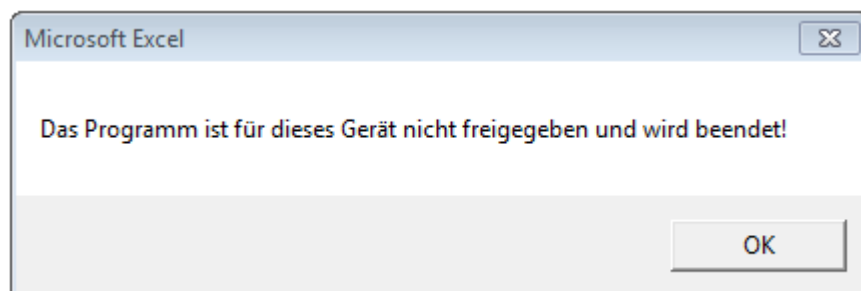 Microsoft Excel
Das Programm ist für dieses Gerät nicht freigegeben und wird beendet!
OK